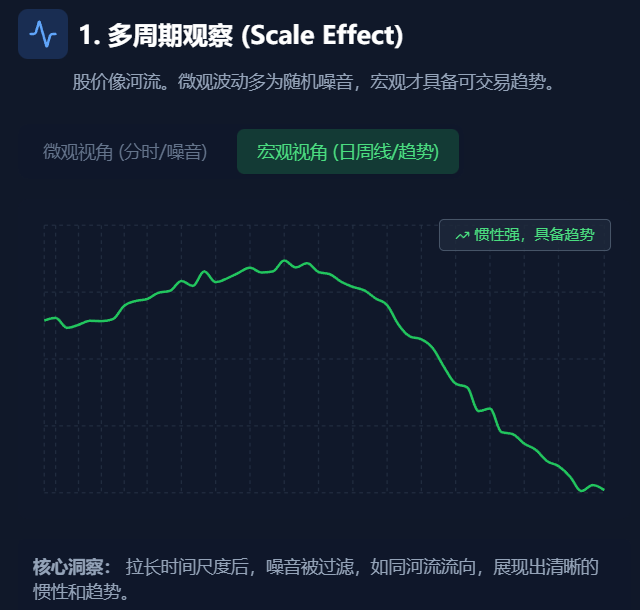 1. 多周期观察 (Scale Effect)
股价像河流。微观波动多为随机噪音，宏观才具备可交易趋势。
微观视角 (分时/噪音)
宏观视角 (日周线/趋势)
惯性强，具备趋势
核心洞察： 拉长时间尺度后，噪音被过滤，如同河流流向，展现出清晰的
惯性和趋势。